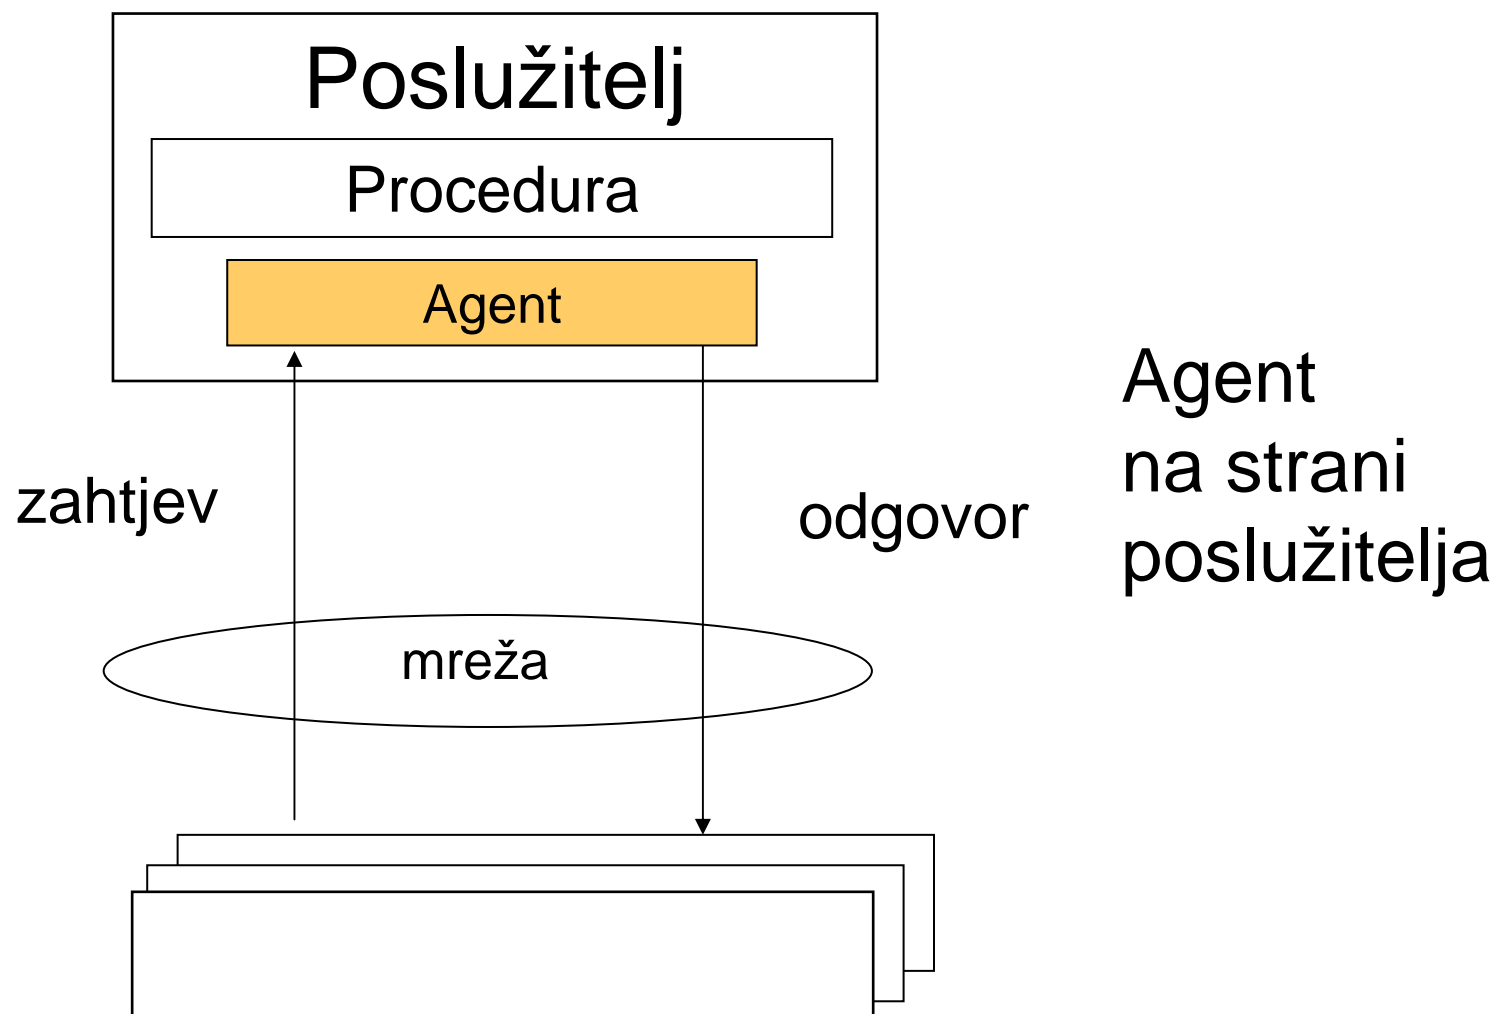 Poslužitelj
Procedura
Agent
zahtjev
odgovor
mreža
Agent
na strani
poslužitelja